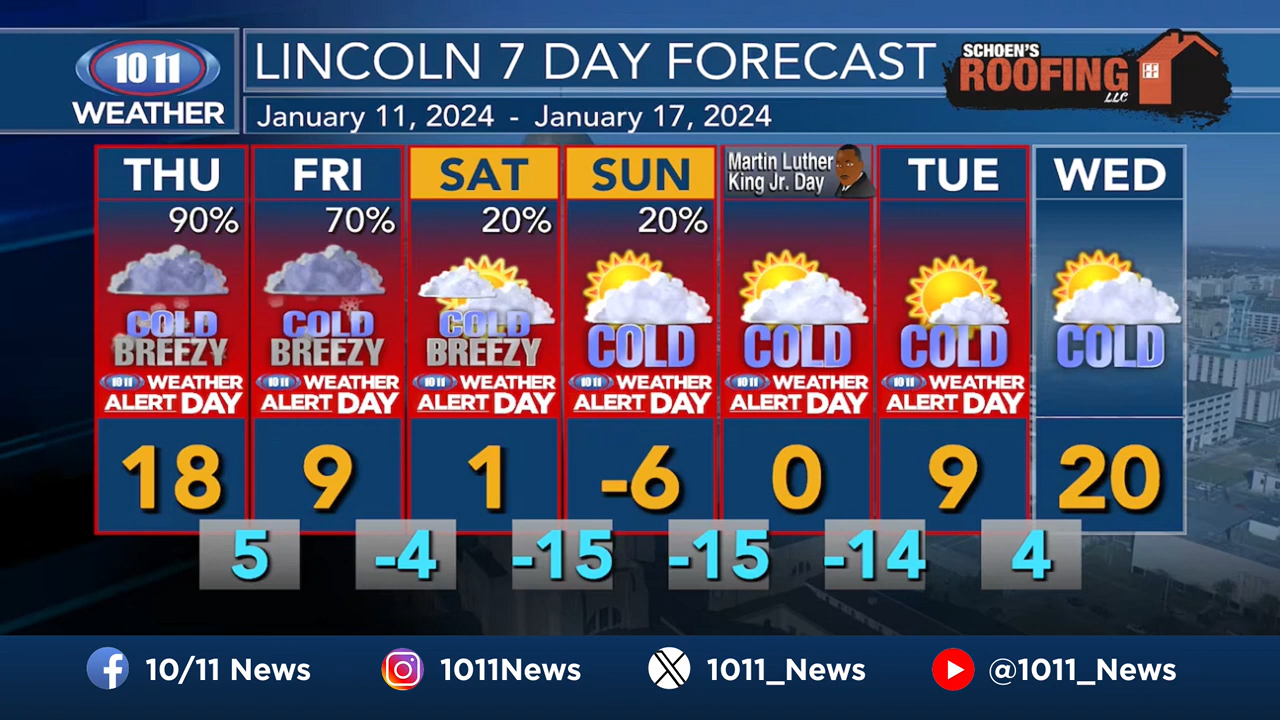 10 11
WEATHER
LINCOLN 7 DAY FORECAST
January 11, 2024 - January 17, 2024
SCHOEN'S
ROOFING
LLC
THU
90%
COLD
BREEZY
10 11 WEATHER
ALERT DAY
18
FRI
70%
COLD
BREEZY
10 11 WEATHER
ALERT DAY
9
SAT
20%
COLD
BREEZY
10 11 WEATHER
ALERT DAY
1
SUN
20%
COLD
10 11 WEATHER
ALERT DAY
-6
Martin Luther
King Jr. Day
COLD
10 11 WEATHER
ALERT DAY
0
TUE
COLD
10 11 WEATHER
ALERT DAY
9
WED
COLD
20
5 -4 -15 -15 -14 4
10/11 News 1011News 1011_News @1011_News